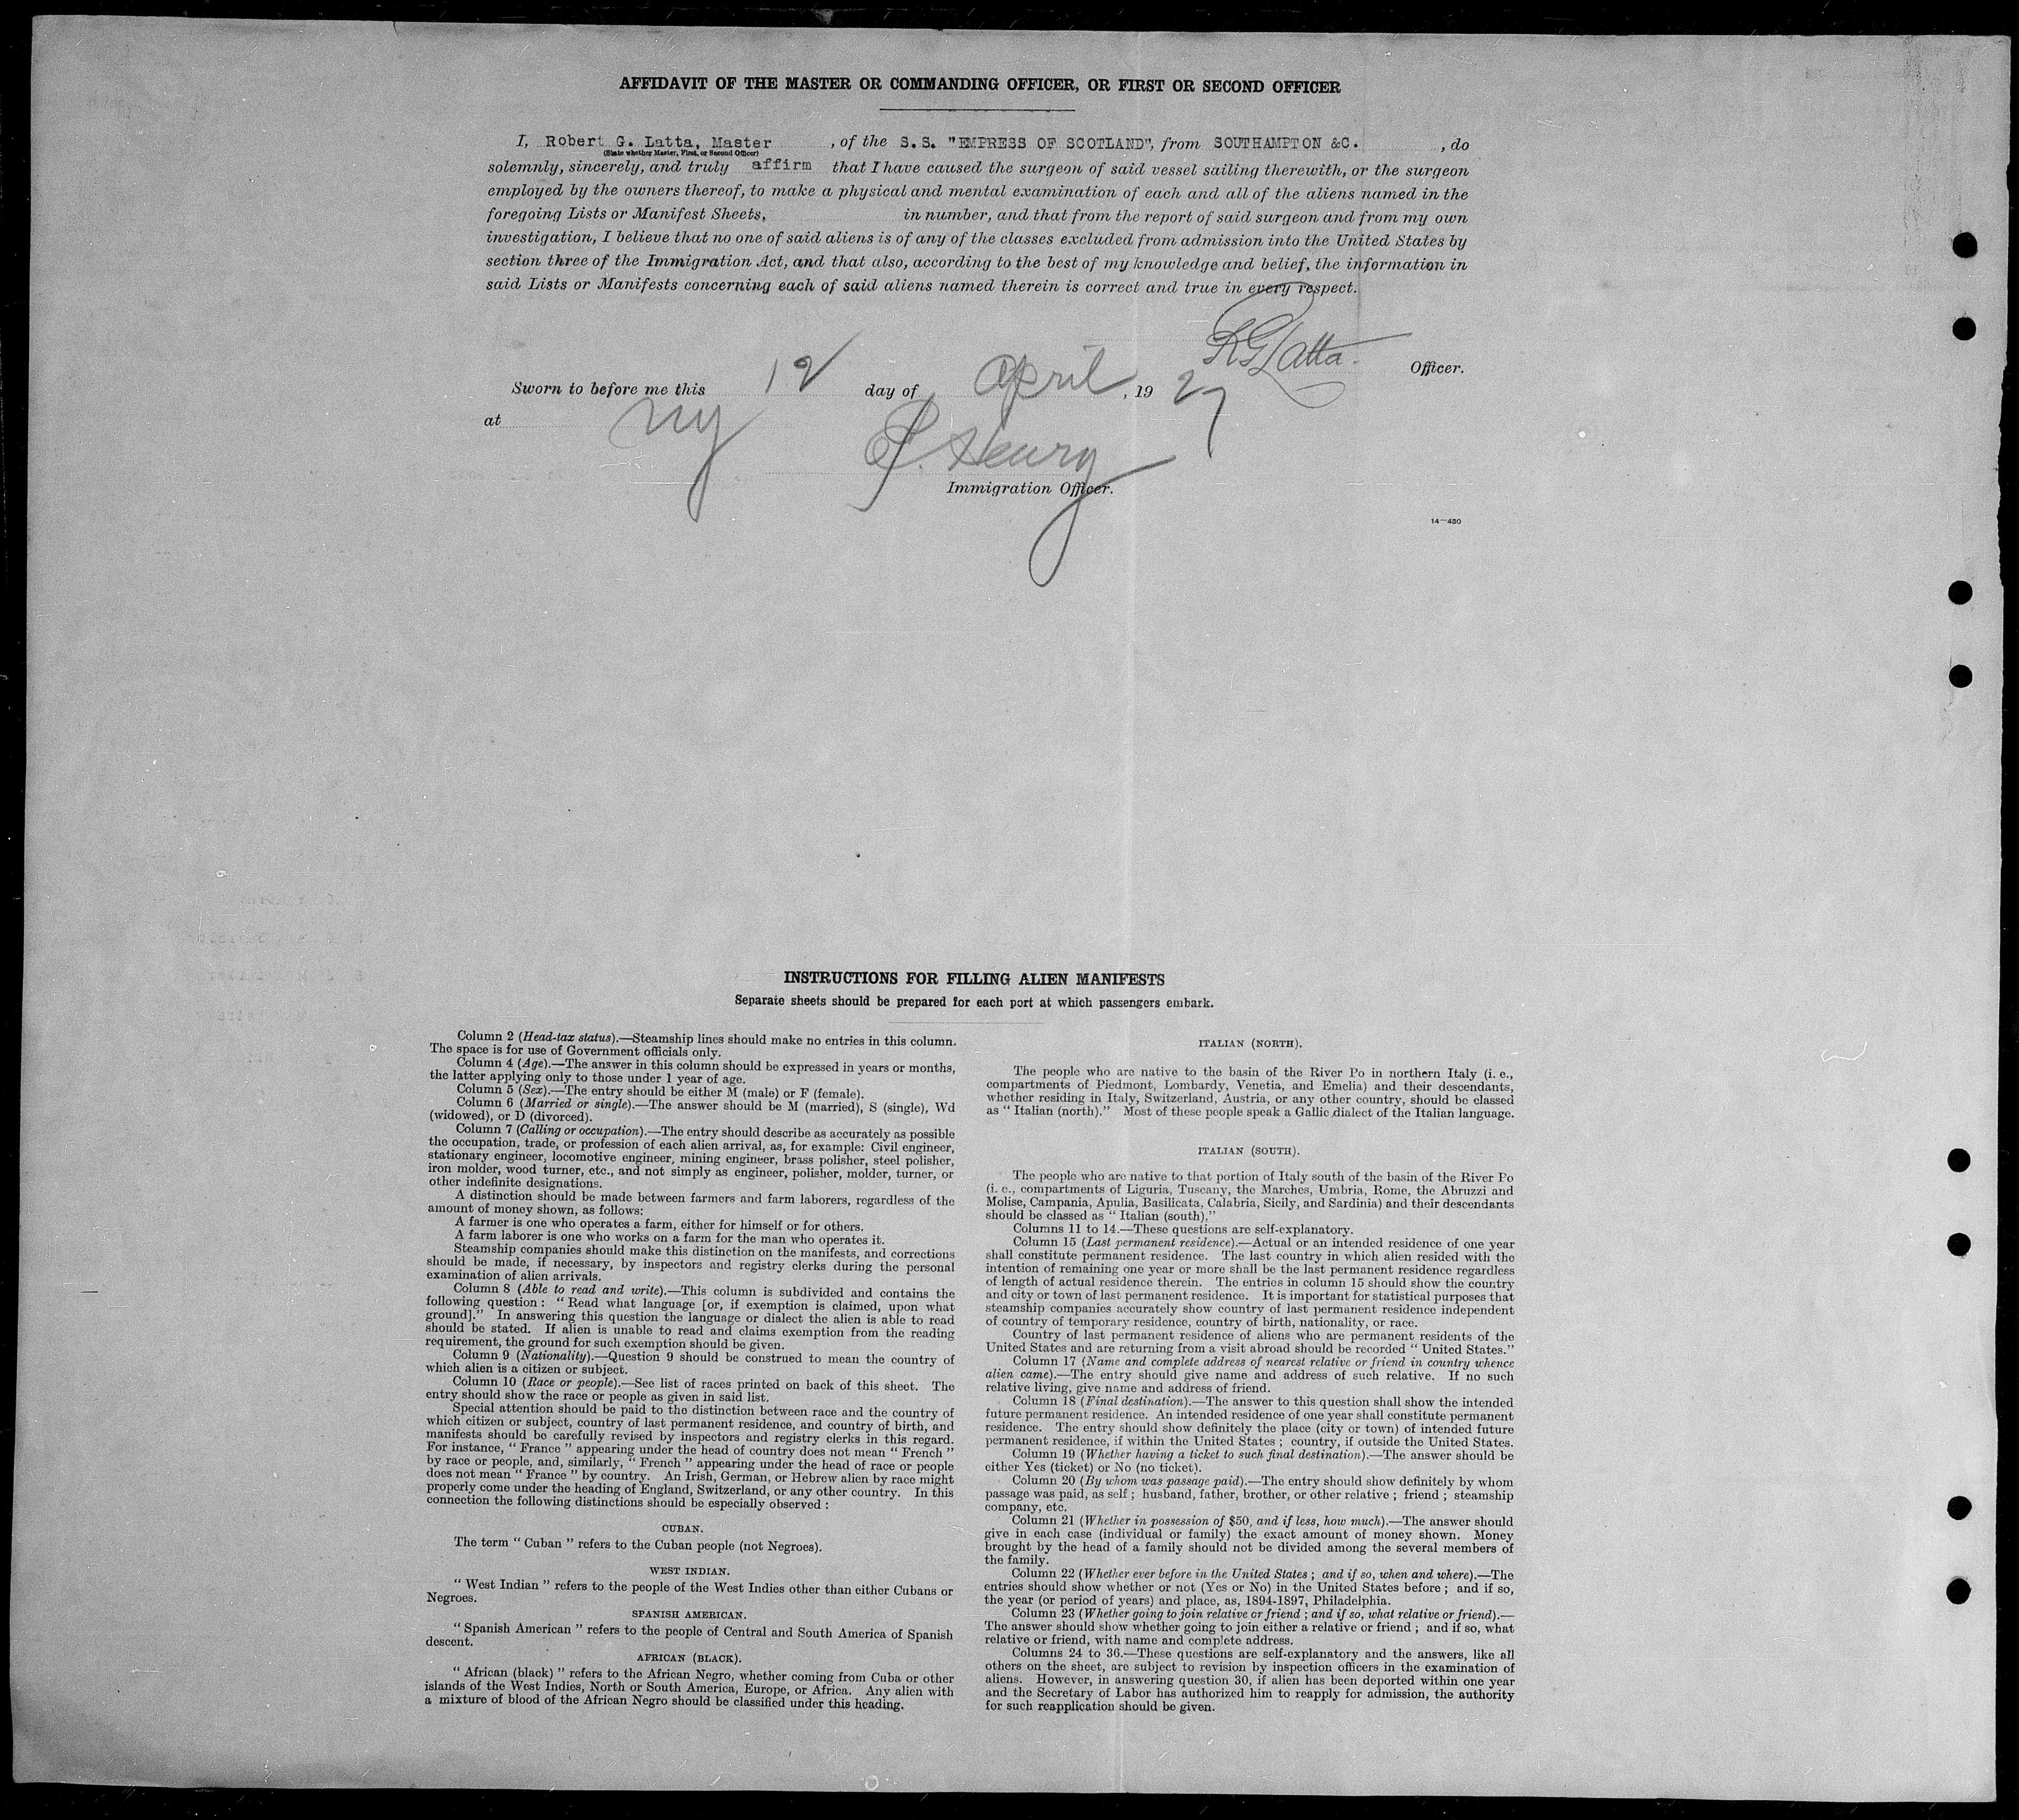 AFFIDAVIT OF THE MASTER OR COMMANDING OFFICER, OR FIRST OR SECOND OFFICER
I, Robert G. Latta, Master , of the S.S. "EMPRESS OF SCOTLAND", from SOUTHAMPTON &C. , do
(State whether Master, First, or Second Officer)
solemnly, sincerely, and truly affirm that I have caused the surgeon of said vessel sailing therewith, or the surgeon
employed by the owners thereof, to make a physical and mental examination of each and all of the aliens named in the
foregoing Lists or Manifest Sheets, in number, and that from the report of said surgeon and from my own
investigation, I believe that no one of said aliens is of any of the classes excluded from admission into the United States by
section three of the Immigration Act, and that also, according to the best of my knowledge and belief, the information in
said Lists or Manifests concerning each of said aliens named therein is correct and true in every respect.
RGLatta.
Officer.
Sworn to before me this 12 day of April, 19 27
at NY
P. Henry
Immigration Officer.
14—430
INSTRUCTIONS FOR FILLING ALIEN MANIFESTS
Separate sheets should be prepared for each port at which passengers embark.
Column 2 (Head-tax status).—Steamship lines should make no entries in this column.
The space is for use of Government officials only.
Column 4 (Age).—The answer in this column should be expressed in years or months,
the latter applying only to those under 1 year of age.
Column 5 (Sex).—The entry should be either M (male) or F (female).
Column 6 (Married or single).—The answer should be M (married), S (single), Wd
(widowed), or D (divorced).
Column 7 (Calling or occupation).—The entry should describe as accurately as possible
the occupation, trade, or profession of each alien arrival, as, for example: Civil engineer,
stationary engineer, locomotive engineer, mining engineer, brass polisher, steel polisher,
iron molder, wood turner, etc., and not simply as engineer, polisher, molder, turner, or
other indefinite designations.
A distinction should be made between farmers and farm laborers, regardless of the
amount of money shown, as follows:
A farmer is one who operates a farm, either for himself or for others.
A farm laborer is one who works on a farm for the man who operates it.
Steamship companies should make this distinction on the manifests, and corrections
should be made, if necessary, by inspectors and registry clerks during the personal
examination of alien arrivals.
Column 8 (Able to read and write).—This column is subdivided and contains the
following question: "Read what language [or, if exemption is claimed, upon what
ground]." In answering this question the language or dialect the alien is able to read
should be stated. If alien is unable to read and claims exemption from the reading
requirement, the ground for such exemption should be given.
Column 9 (Nationality).—Question 9 should be construed to mean the country of
which alien is a citizen or subject.
Column 10 (Race or people).—See list of races printed on back of this sheet. The
entry should show the race or people as given in said list.
Special attention should be paid to the distinction between race and the country of
which citizen or subject, country of last permanent residence, and country of birth, and
manifests should be carefully revised by inspectors and registry clerks in this regard.
For instance, "France" appearing under the head of country does not mean "French"
by race or people, and, similarly, "French" appearing under the head of race or people
does not mean "France" by country. An Irish, German, or Hebrew alien by race might
properly come under the heading of England, Switzerland, or any other country. In this
connection the following distinctions should be especially observed:
CUBAN.
The term "Cuban" refers to the Cuban people (not Negroes).
WEST INDIAN.
"West Indian" refers to the people of the West Indies other than either Cubans or
Negroes.
SPANISH AMERICAN.
"Spanish American" refers to the people of Central and South America of Spanish
descent.
AFRICAN (BLACK).
"African (black)" refers to the African Negro, whether coming from Cuba or other
islands of the West Indies, North or South America, Europe, or Africa. Any alien with
a mixture of blood of the African Negro should be classified under this heading.
ITALIAN (NORTH).
The people who are native to the basin of the River Po in northern Italy (i. e.,
compartments of Piedmont, Lombardy, Venetia, and Emelia) and their descendants,
whether residing in Italy, Switzerland, Austria, or any other country, should be classed
as "Italian (north)." Most of these people speak a Gallic dialect of the Italian language.
ITALIAN (SOUTH).
The people who are native to that portion of Italy south of the basin of the River Po
(i. e., compartments of Liguria, Tuscany, the Marches, Umbria, Rome, the Abruzzi and
Molise, Campania, Apulia, Basilicata, Calabria, Sicily, and Sardinia) and their descendants
should be classed as "Italian (south)."
Columns 11 to 14.—These questions are self-explanatory.
Column 15 (Last permanent residence).—Actual or an intended residence of one year
shall constitute permanent residence. The last country in which alien resided with the
intention of remaining one year or more shall be the last permanent residence regardless
of length of actual residence therein. The entries in column 15 should show the country
and city or town of last permanent residence. It is important for statistical purposes that
steamship companies accurately show country of last permanent residence independent
of country of temporary residence, country of birth, nationality, or race.
Country of last permanent residence of aliens who are permanent residents of the
United States and are returning from a visit abroad should be recorded "United States."
Column 17 (Name and complete address of nearest relative or friend in country whence
alien came).—The entry should give name and address of such relative. If no such
relative living, give name and address of friend.
Column 18 (Final destination).—The answer to this question shall show the intended
future permanent residence. An intended residence of one year shall constitute permanent
residence. The entry should show definitely the place (city or town) of intended future
permanent residence, if within the United States; country, if outside the United States.
Column 19 (Whether having a ticket to such final destination).—The answer should be
either Yes (ticket) or No (no ticket).
Column 20 (By whom was passage paid).—The entry should show definitely by whom
passage was paid, as self; husband, father, brother, or other relative; friend; steamship
company, etc.
Column 21 (Whether in possession of $50, and if less, how much).—The answer should
give in each case (individual or family) the exact amount of money shown. Money
brought by the head of a family should not be divided among the several members of
the family.
Column 22 (Whether ever before in the United States; and if so, when and where).—The
entries should show whether or not (Yes or No) in the United States before; and if so,
the year (or period of years) and place, as, 1894-1897, Philadelphia.
Column 23 (Whether going to join relative or friend; and if so, what relative or friend).—
The answer should show whether going to join either a relative or friend; and if so, what
relative or friend, with name and complete address.
Columns 24 to 36.—These questions are self-explanatory and the answers, like all
others on the sheet, are subject to revision by inspection officers in the examination of
aliens. However, in answering question 30, if alien has been deported within one year
and the Secretary of Labor has authorized him to reapply for admission, the authority
for such reapplication should be given.